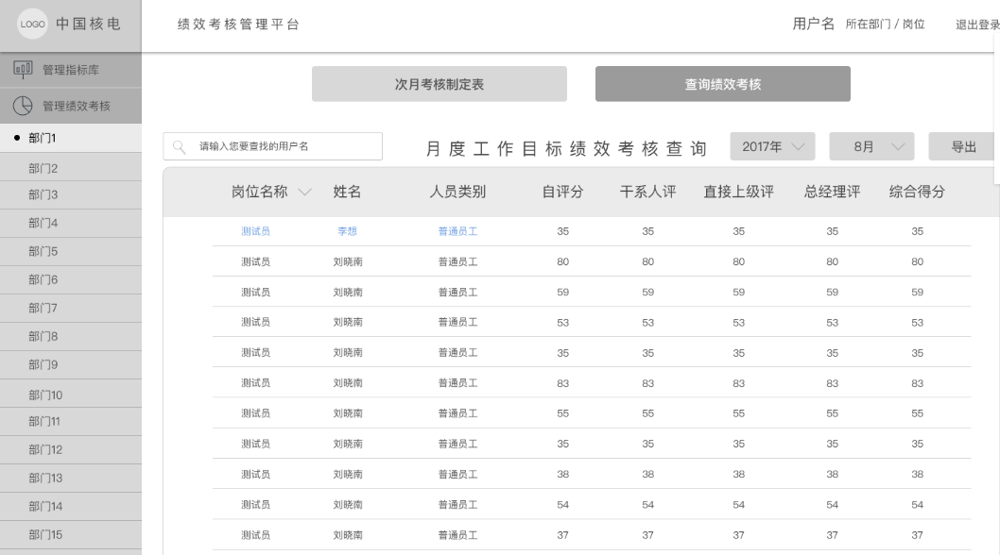 LOGO 中国核电 绩效考核管理平台 用户名 所在部门 / 岗位 退出登录
管理指标库
管理绩效考核
部门1
部门2
部门3
部门4
部门5
部门6
部门7
部门8
部门9
部门10
部门11
部门12
部门13
部门14
部门15
次月考核制定表 查询绩效考核
请输入您要查找的用户名 月度工作目标绩效考核查询 2017年 8月 导出
岗位名称 姓名 人员类别 自评分 干系人评 直接上级评 总经理评 综合得分
测试员 李想 普通员工 35 35 35 35 35
测试员 刘晓南 普通员工 80 80 80 80 80
测试员 刘晓南 普通员工 59 59 59 59 59
测试员 刘晓南 普通员工 53 53 53 53 53
测试员 刘晓南 普通员工 35 35 35 35 35
测试员 刘晓南 普通员工 83 83 83 83 83
测试员 刘晓南 普通员工 55 55 55 55 55
测试员 刘晓南 普通员工 35 35 35 35 35
测试员 刘晓南 普通员工 38 38 38 38 38
测试员 刘晓南 普通员工 54 54 54 54 54
测试员 刘晓南 普通员工 37 37 37 37 37